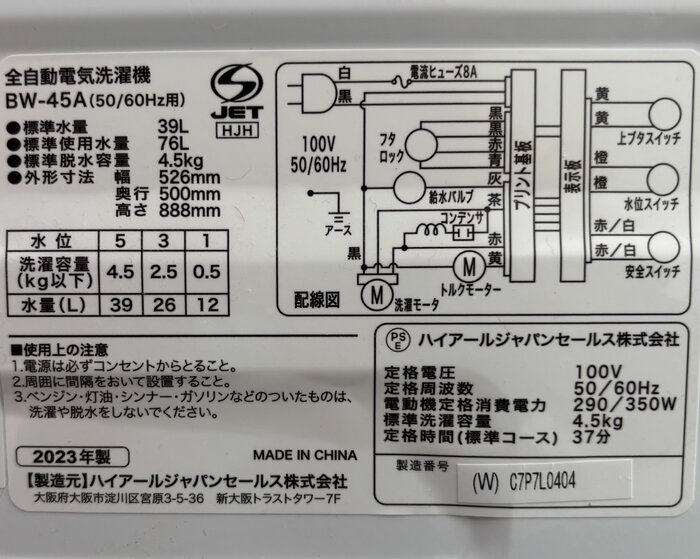 全自動電気洗濯機
BW-45A(50/60Hz用)
JET
HJH
●標準水量 39L
●標準使用水量 76L
●標準脱水容量 4.5kg
●外形寸法 幅 526mm
奥行 500mm
高さ 888mm
水位 5 3 1
洗濯容量(kg以下) 4.5 2.5 0.5
水量(L) 39 26 12
白
電流ヒューズ8A
黒
100V
50/60Hz
アース
フタロック
黒
黒
赤
青
灰
給水バルブ
茶
コンデンサ
赤
黒
黄
M
洗濯モータ
M
トルクモーター
配線図
プリント基板
表示板
黄
黄
上ブタスイッチ
橙
橙
水位スイッチ
赤/白
赤/白
安全スイッチ
■使用上の注意
1.電源は必ずコンセントからとること。
2.周囲に間隔をおいて設置すること。
3.ベンジン・灯油・シンナー・ガソリンなどのついたものは、
洗濯や脱水をしないでください。
2023年製
MADE IN CHINA
【製造元】ハイアールジャパンセールス株式会社
大阪府大阪市淀川区宮原3-5-36 新大阪トラストタワー7F
PSE ハイアールジャパンセールス株式会社
定格電圧 100V
定格周波数 50/60Hz
電動機定格消費電力 290/350W
標準洗濯容量 4.5kg
定格時間(標準コース) 37分
製造番号
(W) C7P7L0404